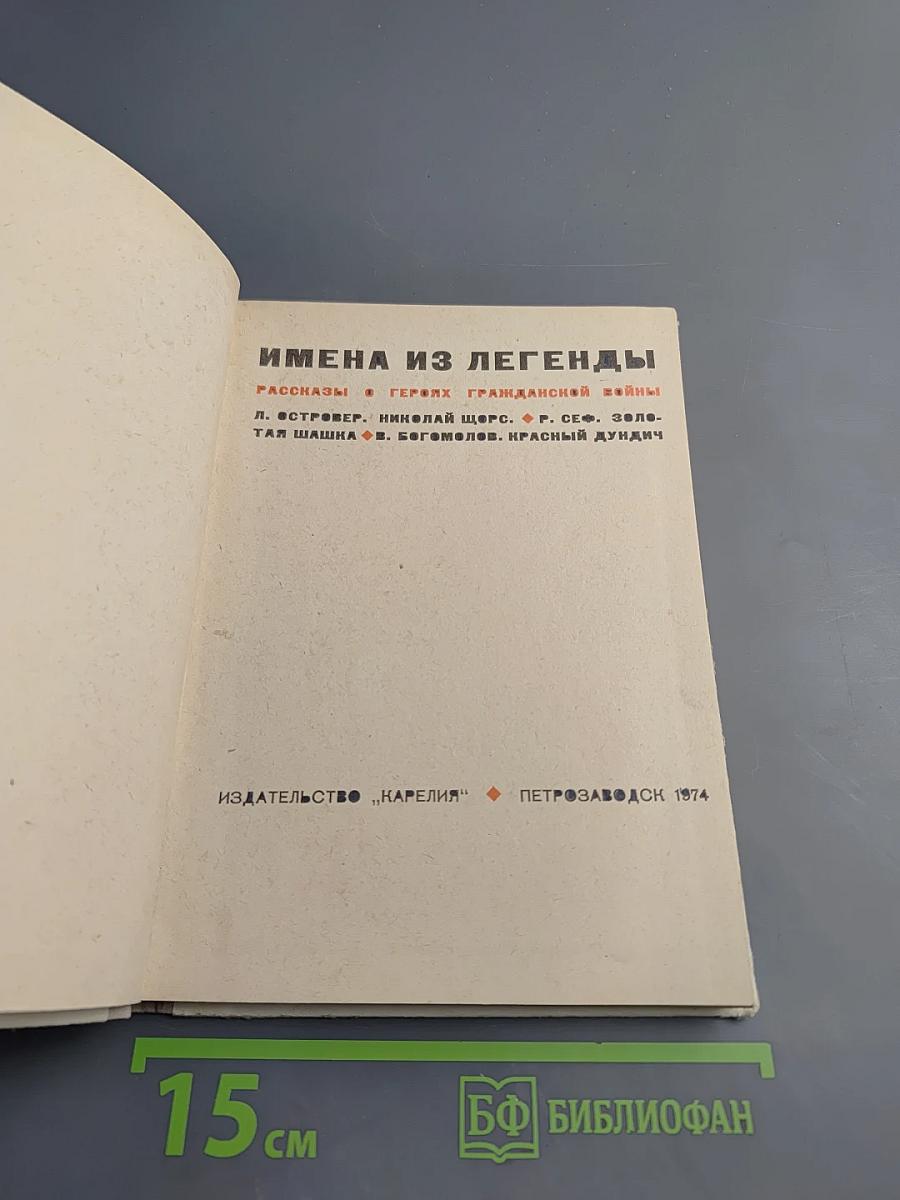 ИМЕНА ИЗ ЛЕГЕНДЫ
РАССКАЗЫ О ГЕРОЯХ ГРАЖДАНСКОЙ ВОЙНЫ
Л. ОСТРОВЕР. НИКОЛАЙ ЩОРС. ◆ Р. СЕФ. ЗОЛО-
ТАЯ ШАШКА ◆ В. БОГОМОЛОВ. КРАСНЫЙ ДУНДИЧ
ИЗДАТЕЛЬСТВО „КАРЕЛИЯ“ ◆ ПЕТРОЗАВОДСК 1974
15 см
БФ БИБЛИОФАН